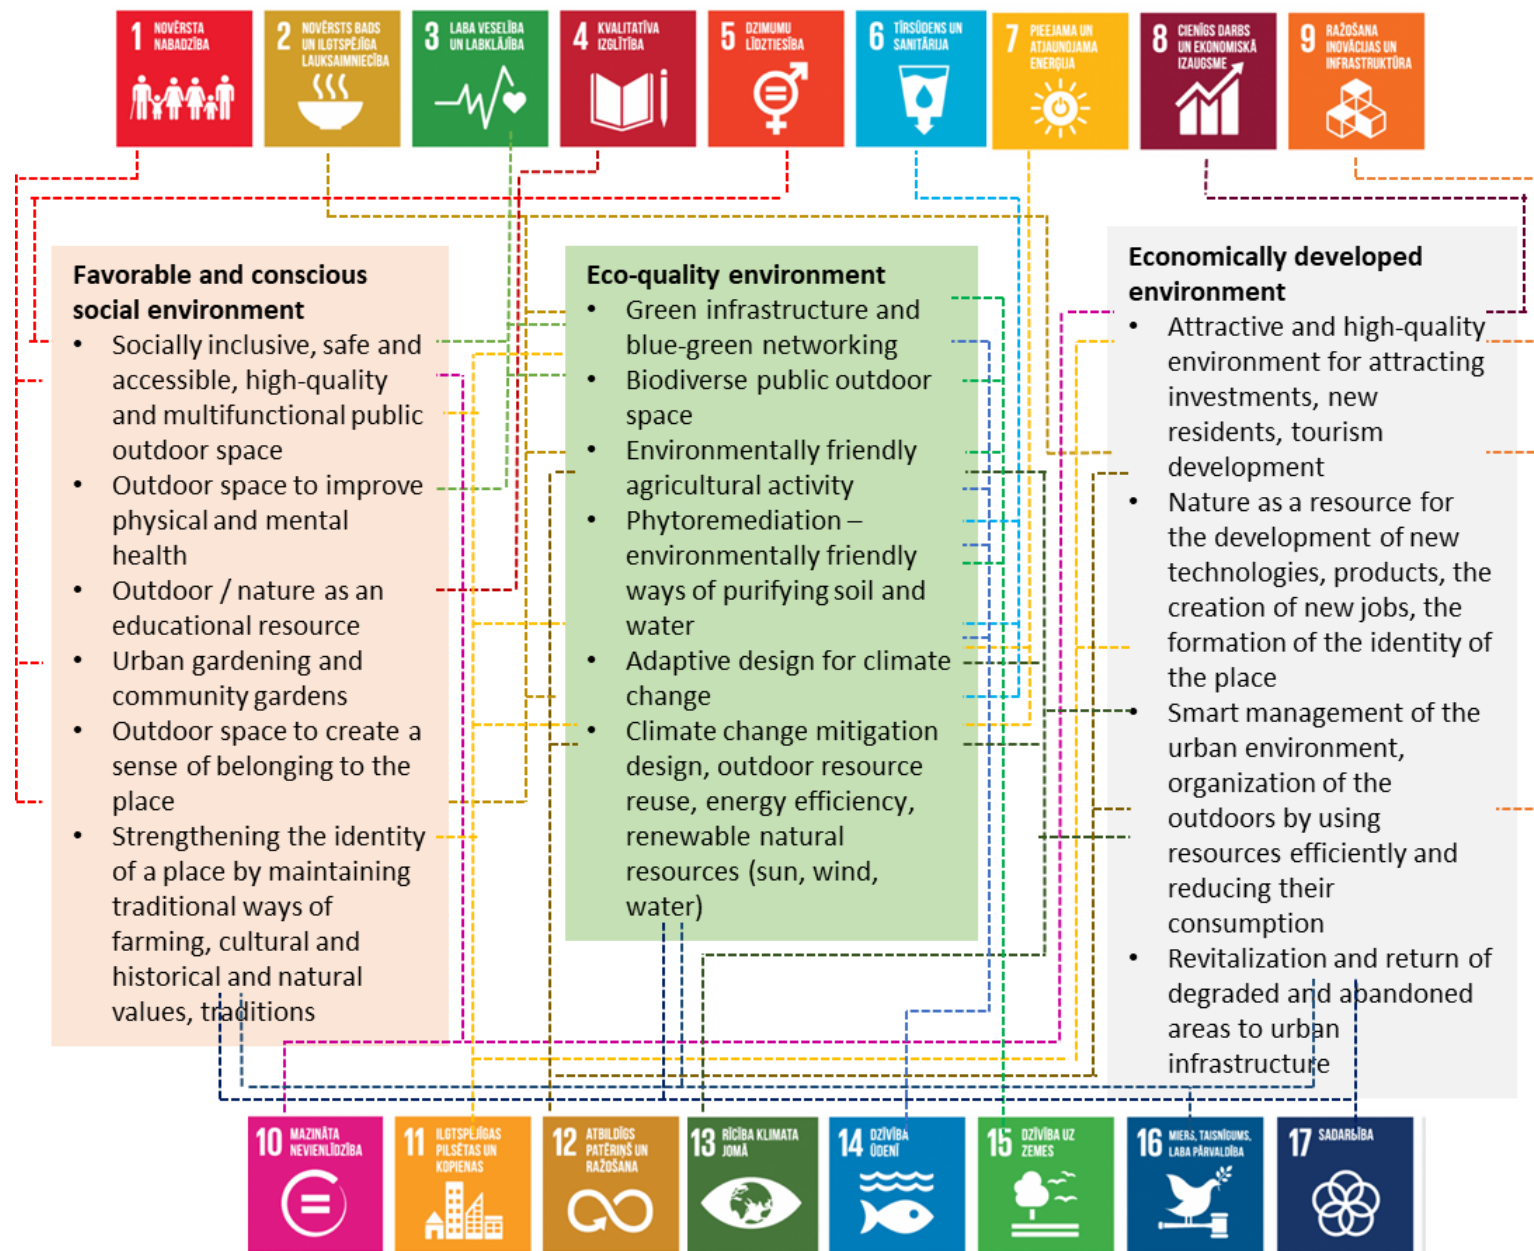 1 NOVĒRSTA
NABADZĪBA
2 NOVĒRSTS BADS
UN ILGTSPĒJĪGA
LAUKSAIMNIECĪBA
3 LABA VESELĪBA
UN LABKLĀJĪBA
4 KVALITATĪVA
IZGLĪTĪBA
5 DZIMUMU
LĪDZTIESĪBA
6 TĪRS ŪDENS UN
SANITĀRIJA
7 PIEEJAMA UN
ATJAUNOJAMA
ENERĢIJA
8 CIENĪGS DARBS
UN EKONOMISKĀ
IZAUGSME
9 RAŽOŠANA
INOVĀCIJAS UN
INFRASTRUKTŪRA
Favorable and conscious
social environment
• Socially inclusive, safe and
accessible, high-quality
and multifunctional public
outdoor space
• Outdoor space to improve
physical and mental
health
• Outdoor / nature as an
educational resource
• Urban gardening and
community gardens
• Outdoor space to create a
sense of belonging to the
place
• Strengthening the identity
of a place by maintaining
traditional ways of
farming, cultural and
historical and natural
values, traditions
Eco-quality environment
• Green infrastructure and
blue-green networking
• Biodiverse public outdoor
space
• Environmentally friendly
agricultural activity
• Phytoremediation –
environmentally friendly
ways of purifying soil and
water
• Adaptive design for climate
change
• Climate change mitigation
design, outdoor resource
reuse, energy efficiency,
renewable natural
resources (sun, wind,
water)
Economically developed
environment
• Attractive and high-quality
environment for attracting
investments, new
residents, tourism
development
• Nature as a resource for
the development of new
technologies, products, the
creation of new jobs, the
formation of the identity of
the place
• Smart management of the
urban environment,
organization of the
outdoors by using
resources efficiently and
reducing their
consumption
• Revitalization and return of
degraded and abandoned
areas to urban
infrastructure
10 MAZINĀTA
NEVIENLĪDZĪBA
11 ILGTSPĒJĪGAS
PILSĒTAS UN
KOPIENAS
12 ATBILDĪGS
PATĒRIŅŠ UN
RAŽOŠANA
13 RĪCĪBA KLIMATA
JOMĀ
14 DZĪVĪBA
ŪDENĪ
15 DZĪVĪBA UZ
ZEMES
16 MIERS, TAISNĪGUMS,
LABA PĀRVALDĪBA
17 SADARBĪBA